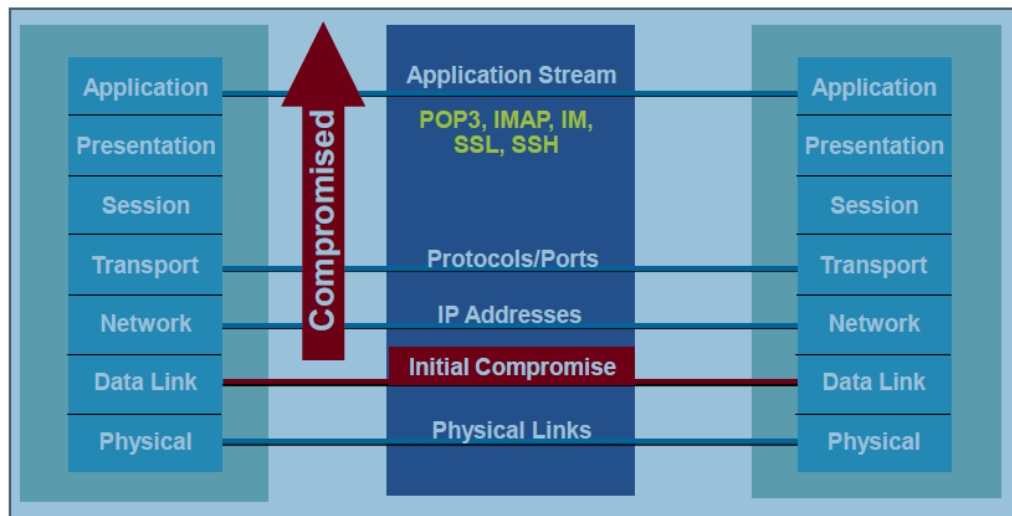 Application
Presentation
Session
Transport
Network
Data Link
Physical
Compromised
Application Stream
POP3, IMAP, IM,
SSL, SSH
Protocols/Ports
IP Addresses
Initial Compromise
Physical Links
Application
Presentation
Session
Transport
Network
Data Link
Physical